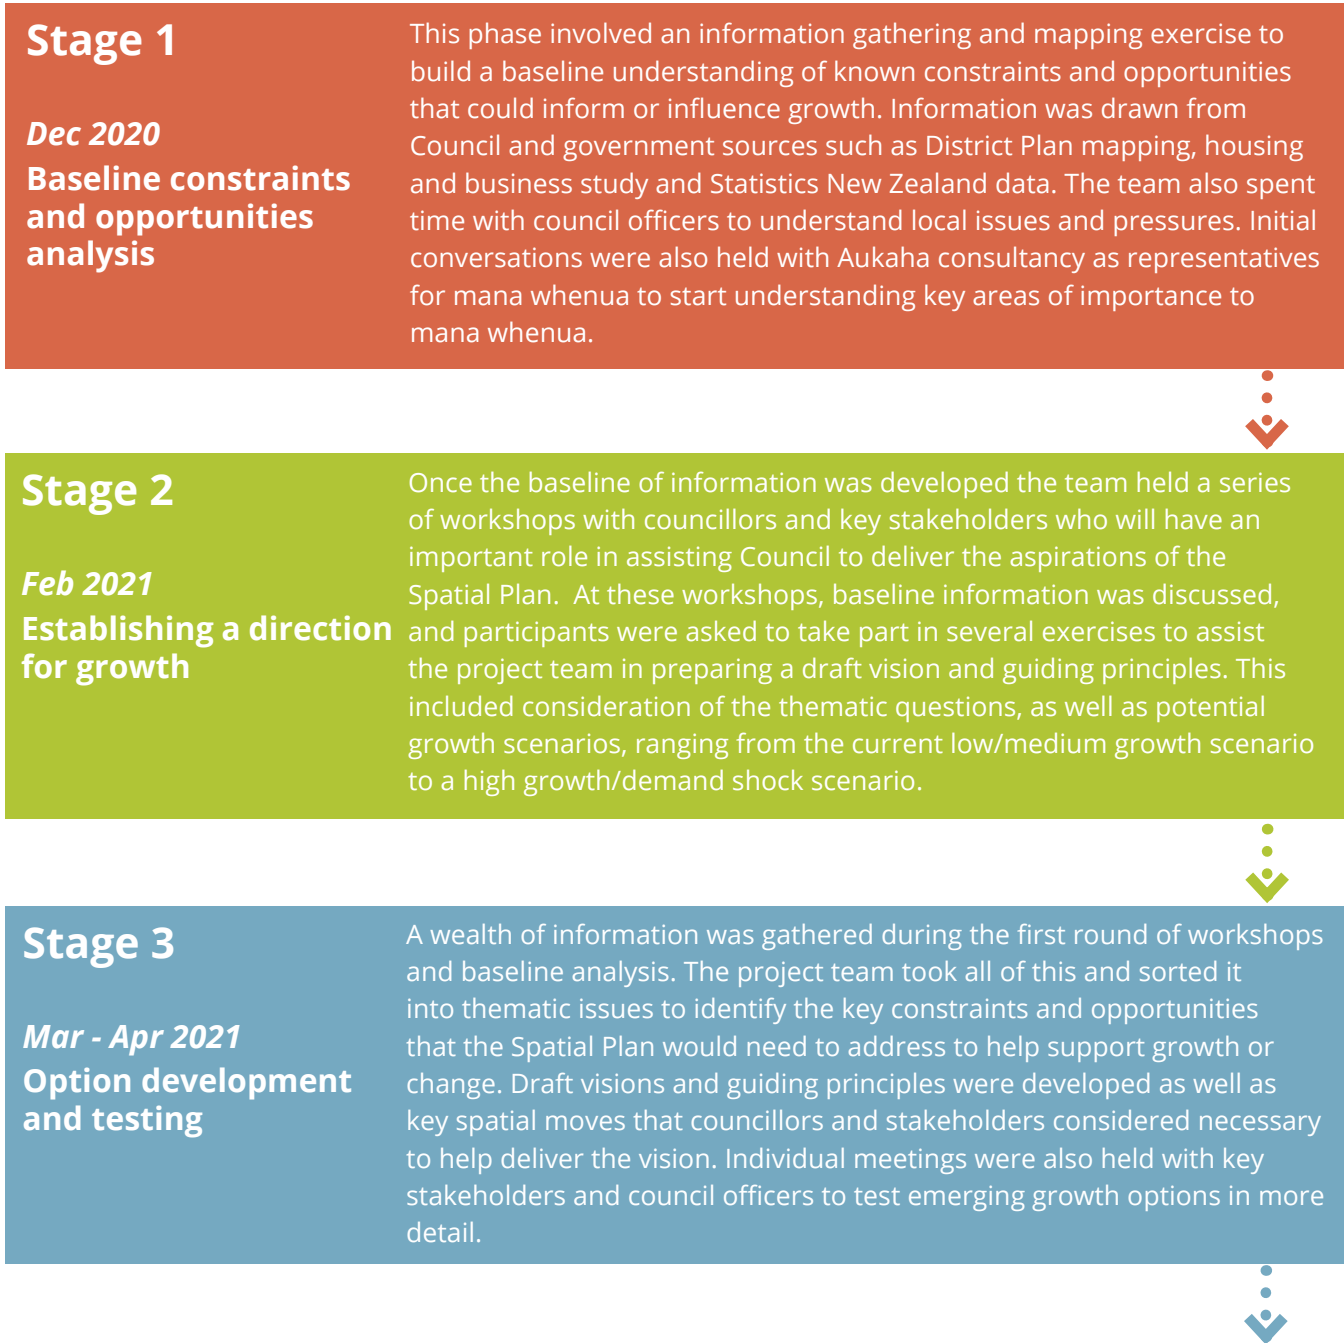 Stage 1
Dec 2020
Baseline constraints
and opportunities
analysis
This phase involved an information gathering and mapping exercise to
build a baseline understanding of known constraints and opportunities
that could inform or influence growth. Information was drawn from
Council and government sources such as District Plan mapping, housing
and business study and Statistics New Zealand data. The team also spent
time with council officers to understand local issues and pressures. Initial
conversations were also held with Aukaha consultancy as representatives
for mana whenua to start understanding key areas of importance to
mana whenua.
Stage 2
Feb 2021
Establishing a direction
for growth
Once the baseline of information was developed the team held a series
of workshops with councillors and key stakeholders who will have an
important role in assisting Council to deliver the aspirations of the
Spatial Plan.  At these workshops, baseline information was discussed,
and participants were asked to take part in several exercises to assist
the project team in preparing a draft vision and guiding principles. This
included consideration of the thematic questions, as well as potential
growth scenarios, ranging from the current low/medium growth scenario
to a high growth/demand shock scenario.
Stage 3
Mar - Apr 2021
Option development
and testing
A wealth of information was gathered during the first round of workshops
and baseline analysis. The project team took all of this and sorted it
into thematic issues to identify the key constraints and opportunities
that the Spatial Plan would need to address to help support growth or
change. Draft visions and guiding principles were developed as well as
key spatial moves that councillors and stakeholders considered necessary
to help deliver the vision. Individual meetings were also held with key
stakeholders and council officers to test emerging growth options in more
detail.